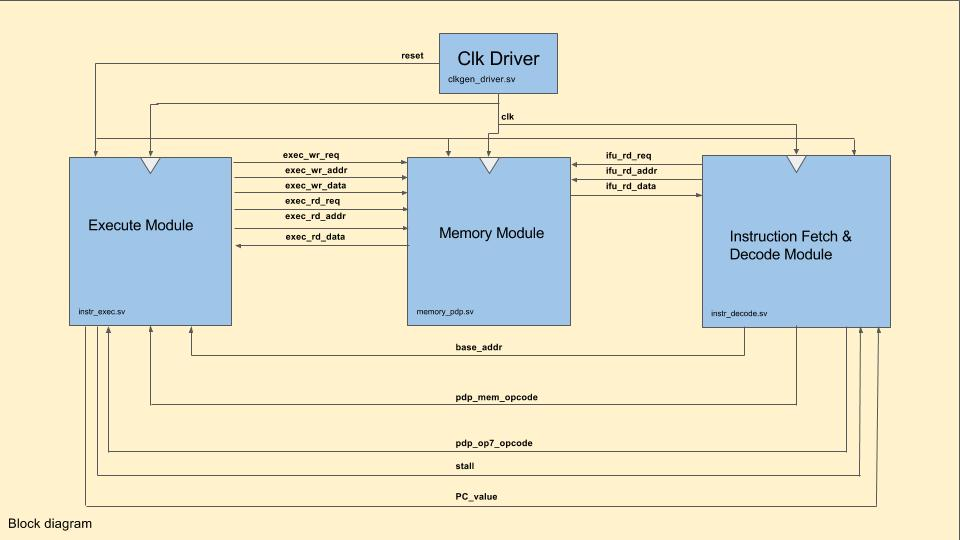 reset
Clk Driver
clkgen_driver.sv
clk
exec_wr_req
exec_wr_addr
exec_wr_data
exec_rd_req
exec_rd_addr
exec_rd_data
ifu_rd_req
ifu_rd_addr
ifu_rd_data
Execute Module
instr_exec.sv
Memory Module
memory_pdp.sv
Instruction Fetch &
Decode Module
instr_decode.sv
base_addr
pdp_mem_opcode
pdp_op7_opcode
stall
PC_value
Block diagram